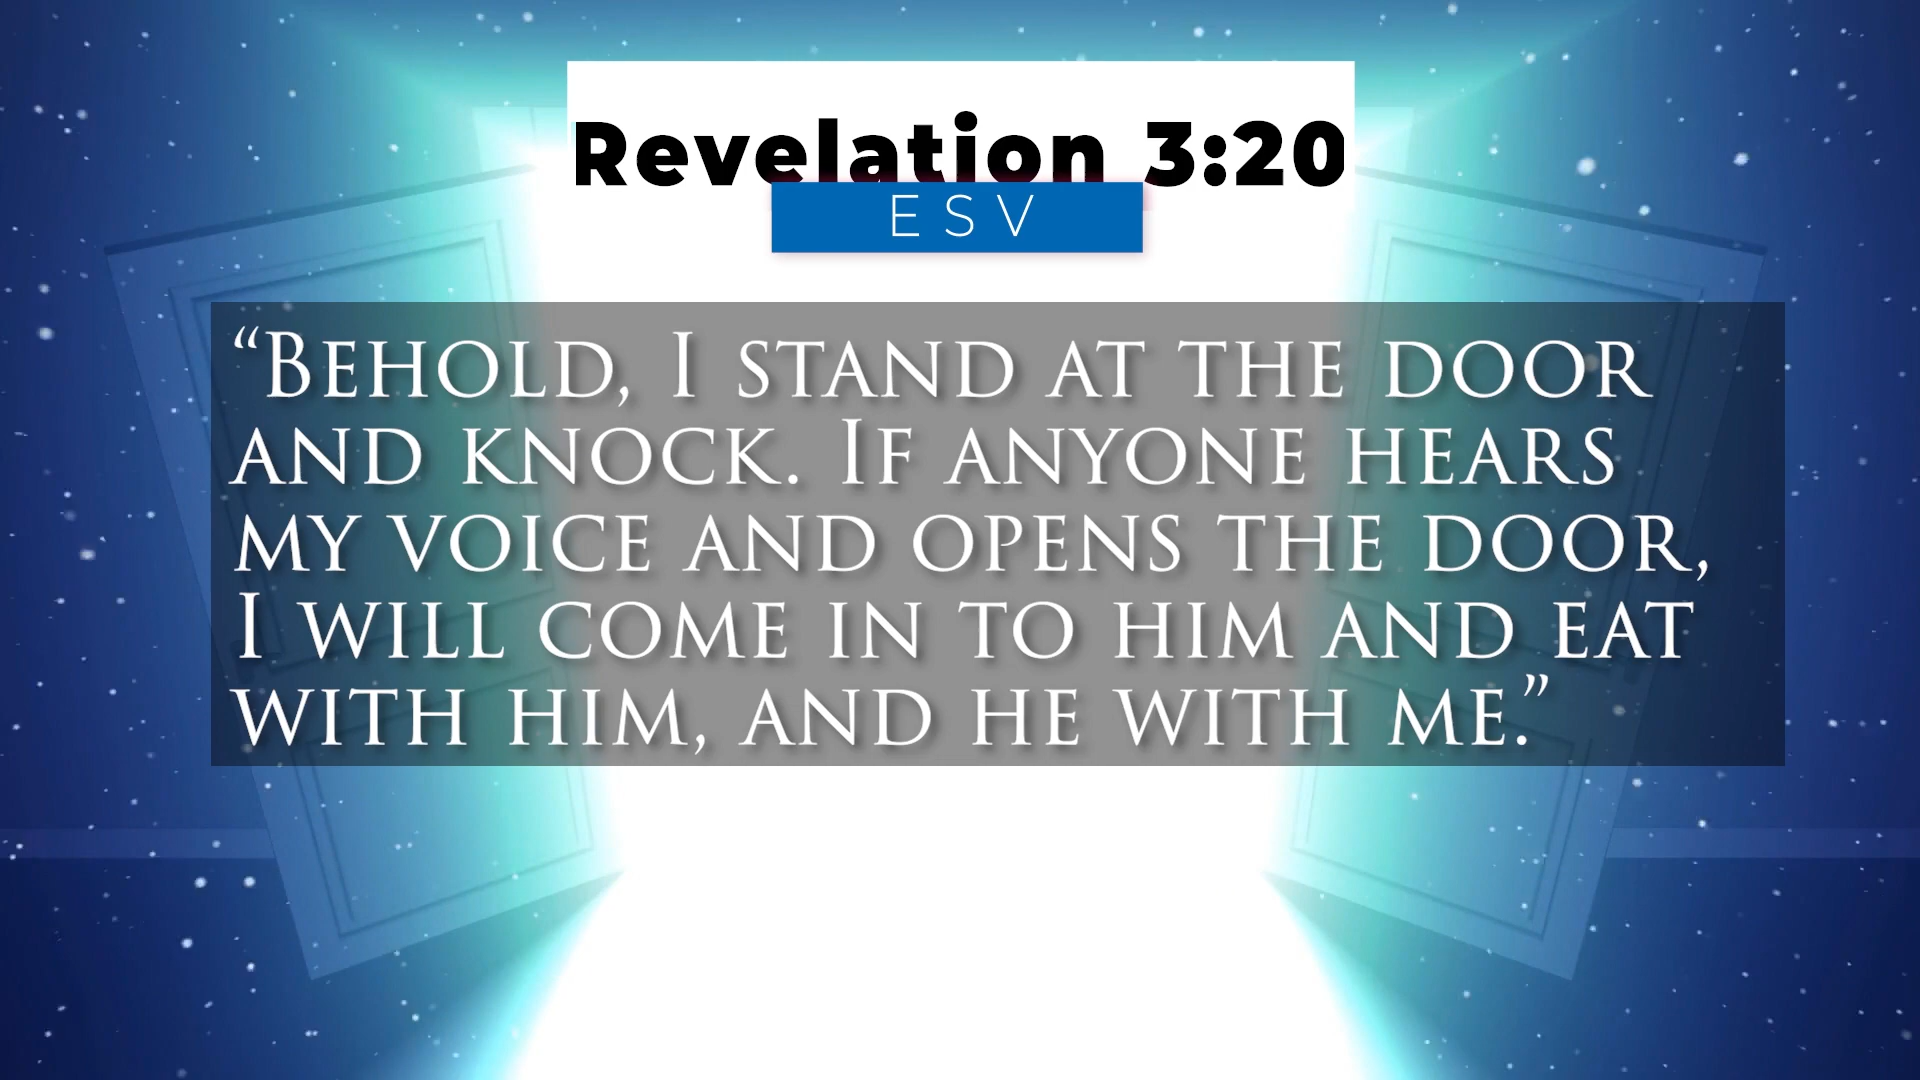 Revelation 3:20
ESV
“Behold, I stand at the door
and knock. If anyone hears
my voice and opens the door,
I will come in to him and eat
with him, and he with me.”